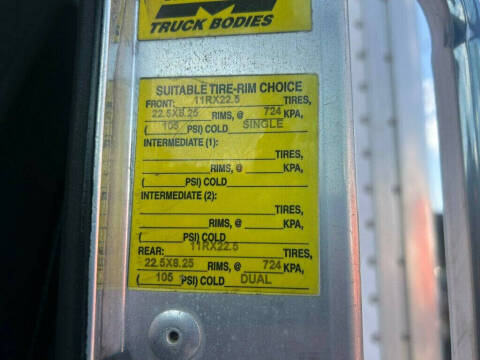 TRUCK BODIES
SUITABLE TIRE-RIM CHOICE
FRONT: 11RX22.5 TIRES,
22.5X8.25 RIMS, @ 724 KPA,
( 105 PSI) COLD SINGLE
INTERMEDIATE (1):
TIRES,
RIMS, @ KPA,
( PSI) COLD
INTERMEDIATE (2):
TIRES,
RIMS, @ KPA,
( PSI) COLD
REAR: 11RX22.5 TIRES,
22.5X8.25 RIMS, @ 724 KPA,
( 105 PSI) COLD DUAL